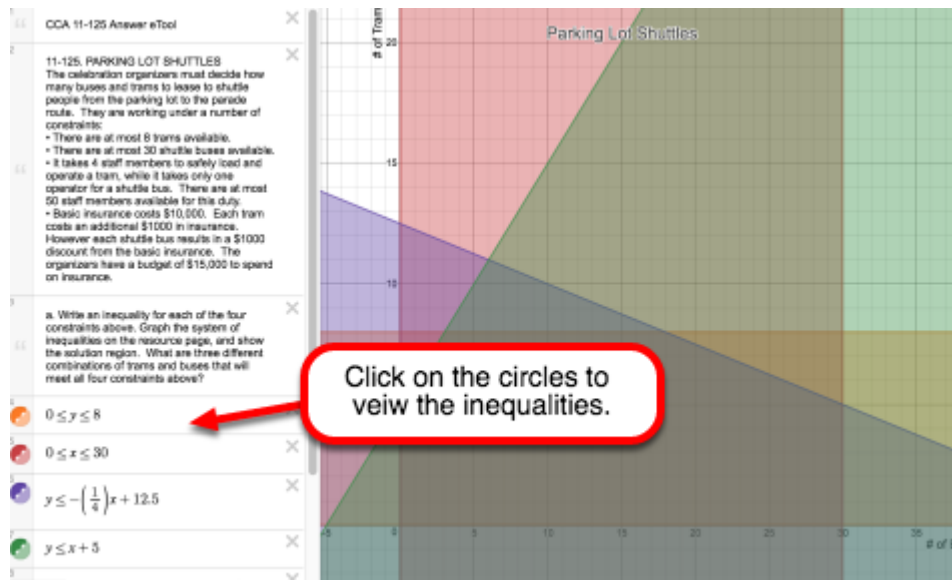 CCA 11-125 Answer eTool
11-125. PARKING LOT SHUTTLES
The celebration organizers must decide how
many buses and trams to lease to shuttle
people from the parking lot to the parade
route. They are working under a number of
constraints:
• There are at most 8 trams available.
• There are at most 30 shuttle buses available.
• It takes 4 staff members to safely load and
operate a tram, while it takes only one
operator for a shuttle bus. There are at most
50 staff members available for this duty.
• Basic insurance costs $10,000. Each tram
costs an additional $1000 in insurance.
However each shuttle bus results in a $1000
discount from the basic insurance. The
organizers have a budget of $15,000 to spend
on insurance.
a. Write an inequality for each of the four
constraints above. Graph the system of
inequalities on the resource page, and show
the solution region. What are three different
combinations of trams and buses that will
meet all four constraints above?
0 ≤ y ≤ 8
0 ≤ x ≤ 30
y ≤ -(1/4)x + 12.5
y ≤ x + 5
Parking Lot Shuttles
# of Tram
20
15
10
Click on the circles to
veiw the inequalities.
-5 0 5 10 15 20 25 30 35
# of